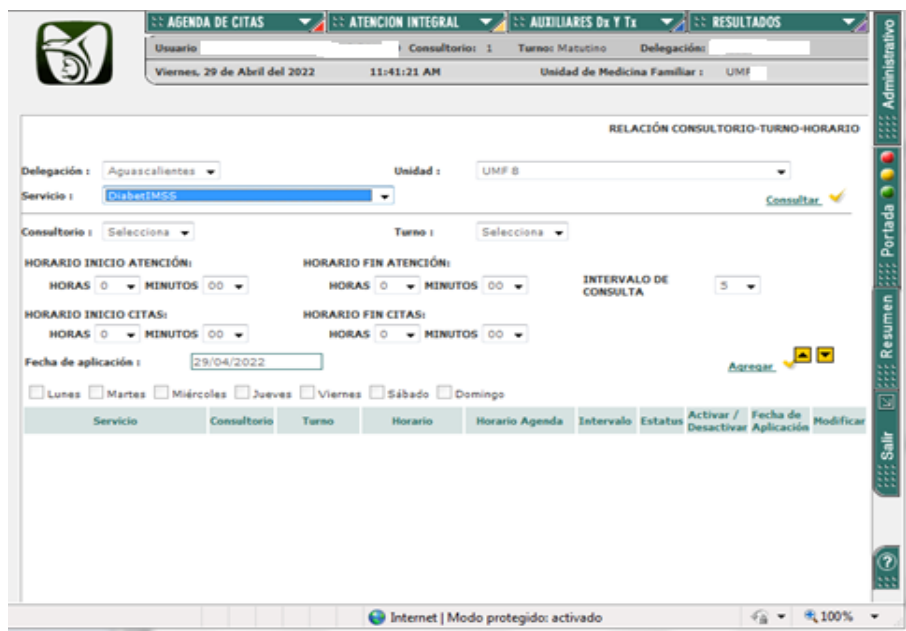 :: AGENDA DE CITAS :: ATENCION INTEGRAL :: AUXILIARES Dx Y Tx :: RESULTADOS
Usuario Consultorio: 1 Turno: Matutino Delegación:
Viernes, 29 de Abril del 2022 11:41:21 AM Unidad de Medicina Familiar : UMF
RELACIÓN CONSULTORIO-TURNO-HORARIO
Delegación : Aguascalientes Unidad : UMF 8
Servicio : DiabetIMSS Consultar
Consultorio : Selecciona Turno : Selecciona
HORARIO INICIO ATENCIÓN: HORARIO FIN ATENCIÓN:
HORAS 0 MINUTOS 00 HORAS 0 MINUTOS 00 INTERVALO DE CONSULTA 5
HORARIO INICIO CITAS: HORARIO FIN CITAS:
HORAS 0 MINUTOS 00 HORAS 0 MINUTOS 00
Fecha de aplicación : 29/04/2022 Agregar
Lunes Martes Miércoles Jueves Viernes Sábado Domingo
Servicio Consultorio Turno Horario Horario Agenda Intervalo Estatus Activar / Desactivar Fecha de Aplicación Modificar
Administrativo
Portada
Resumen
Salir
?
Internet | Modo protegido: activado 100%